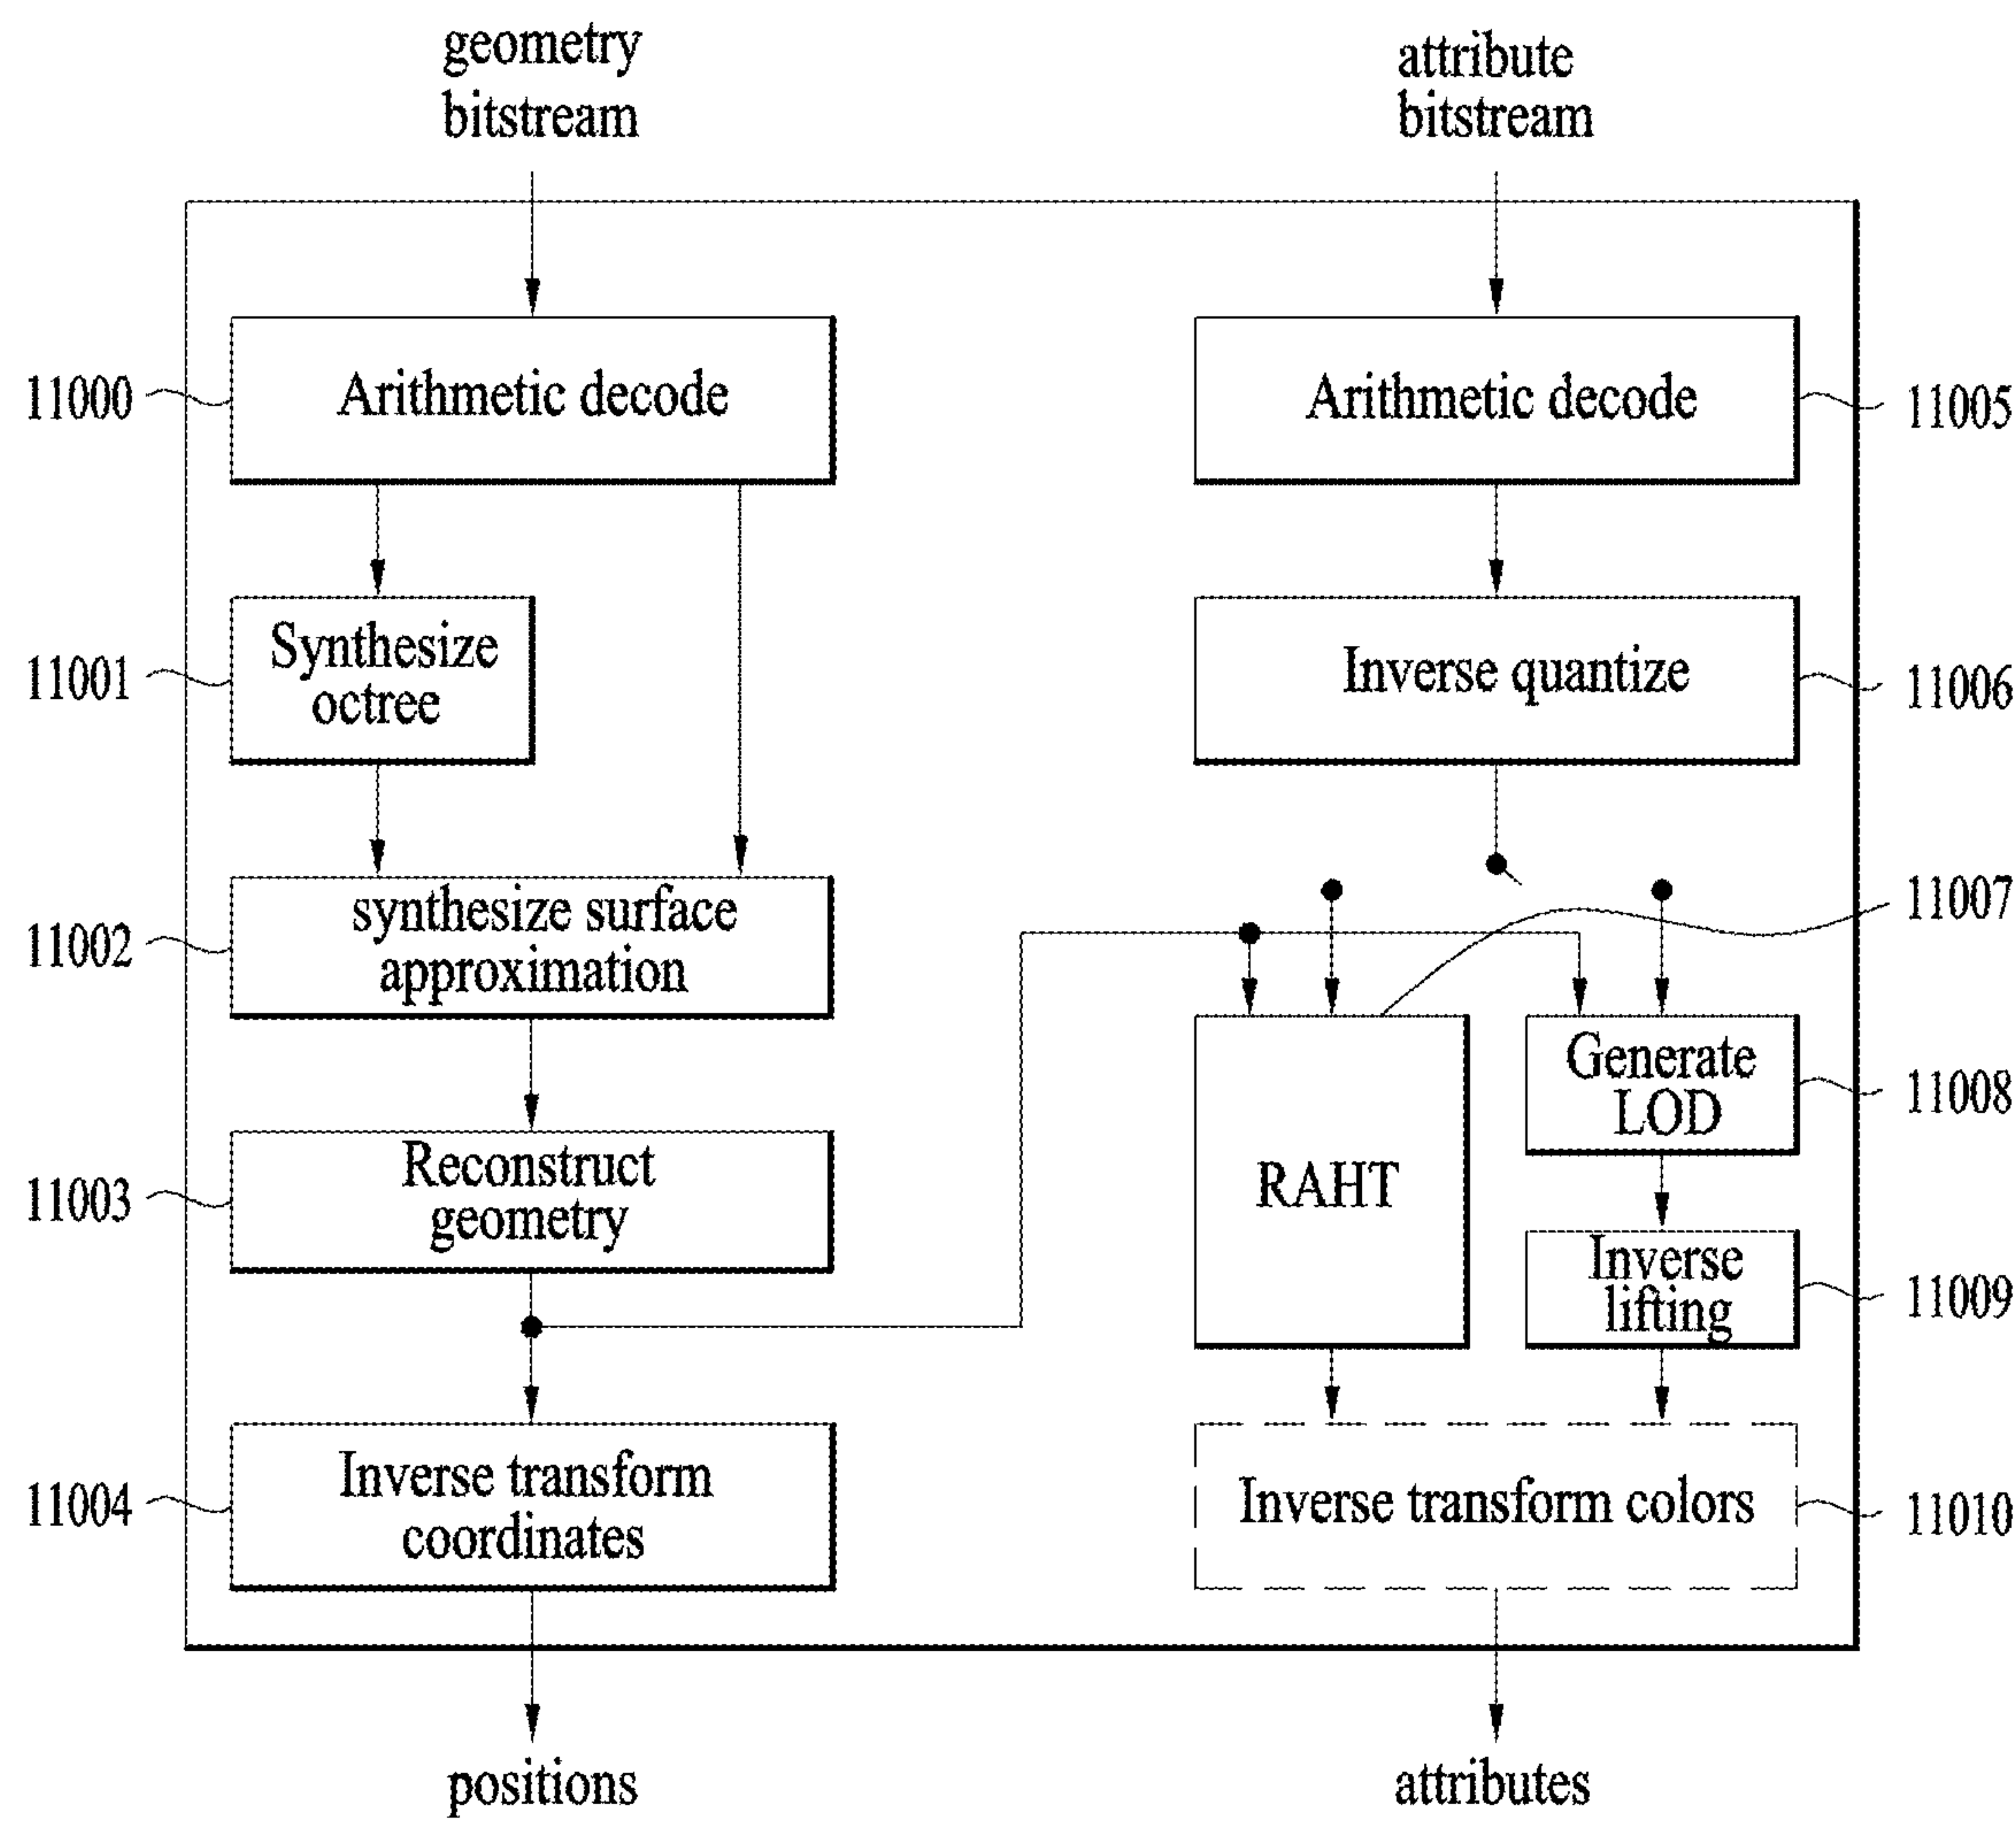 geometry
bitstream
attribute
bitstream
11000
Arithmetic decode
Arithmetic decode
11005
11001
Synthesize
octree
Inverse quantize
11006
11002
synthesize surface
approximation
11007
11003
Reconstruct
geometry
RAHT
Generate
LOD
11008
Inverse
lifting
11009
11004
Inverse transform
coordinates
Inverse transform colors
11010
positions
attributes